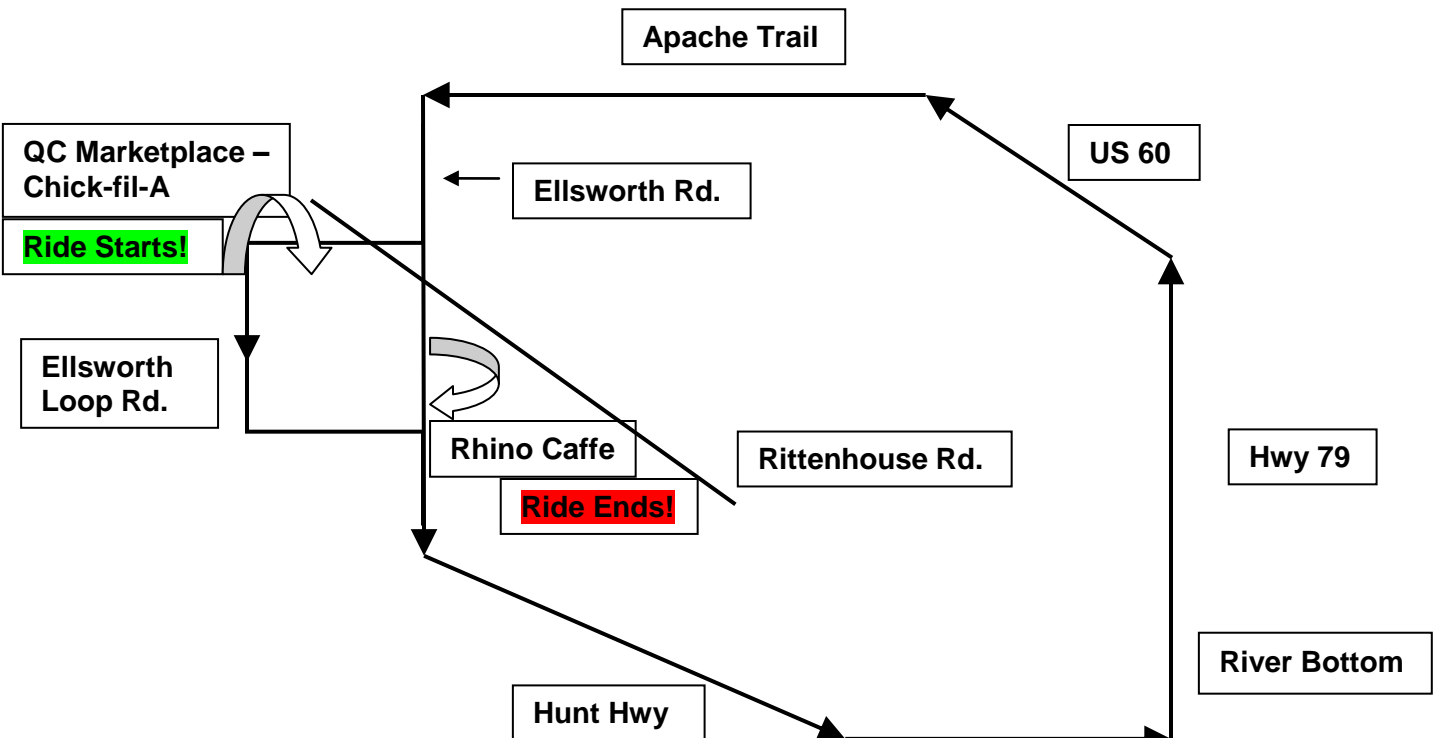 Apache Trail
QC Marketplace –
Chick-fil-A
US 60
Ellsworth Rd.
Ride Starts!
Ellsworth
Loop Rd.
Rhino Caffe
Rittenhouse Rd.
Hwy 79
Ride Ends!
River Bottom
Hunt Hwy